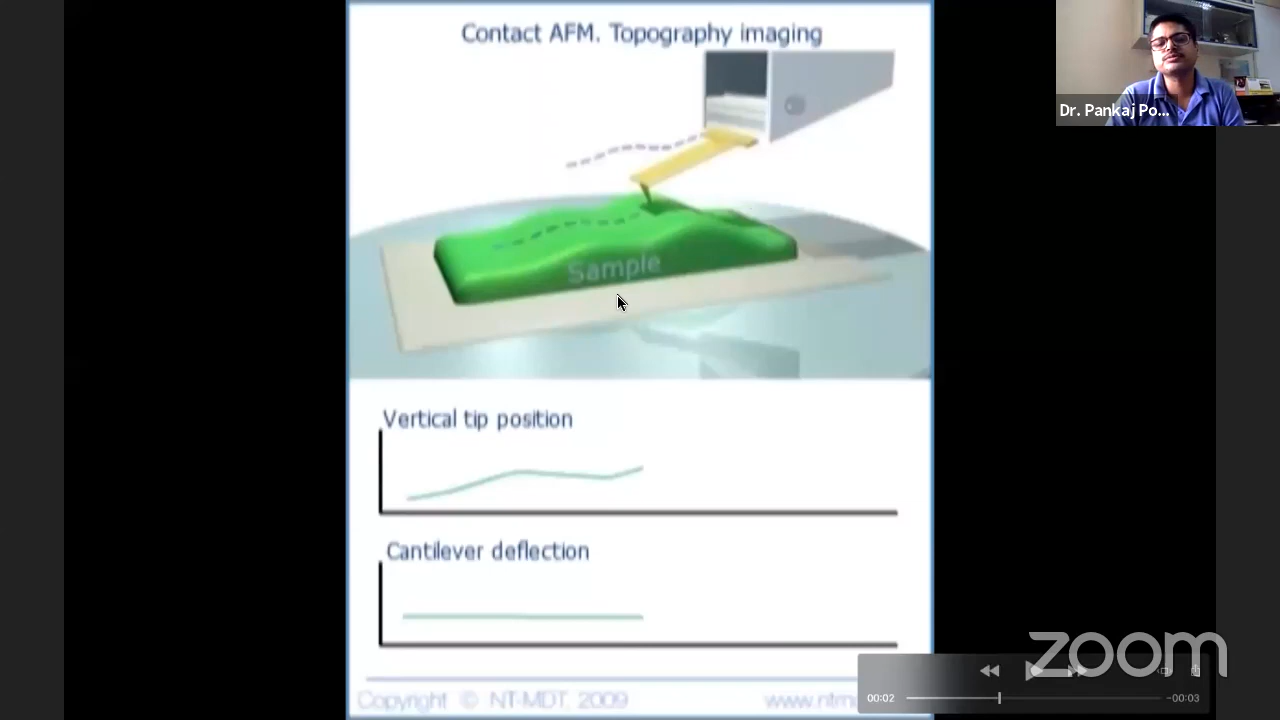 Contact AFM. Topography imaging
Dr. Pankaj Po...
Sample
Vertical tip position
Cantilever deflection
zoom
00:02
-00:03
Copyright © NT-MDT, 2009